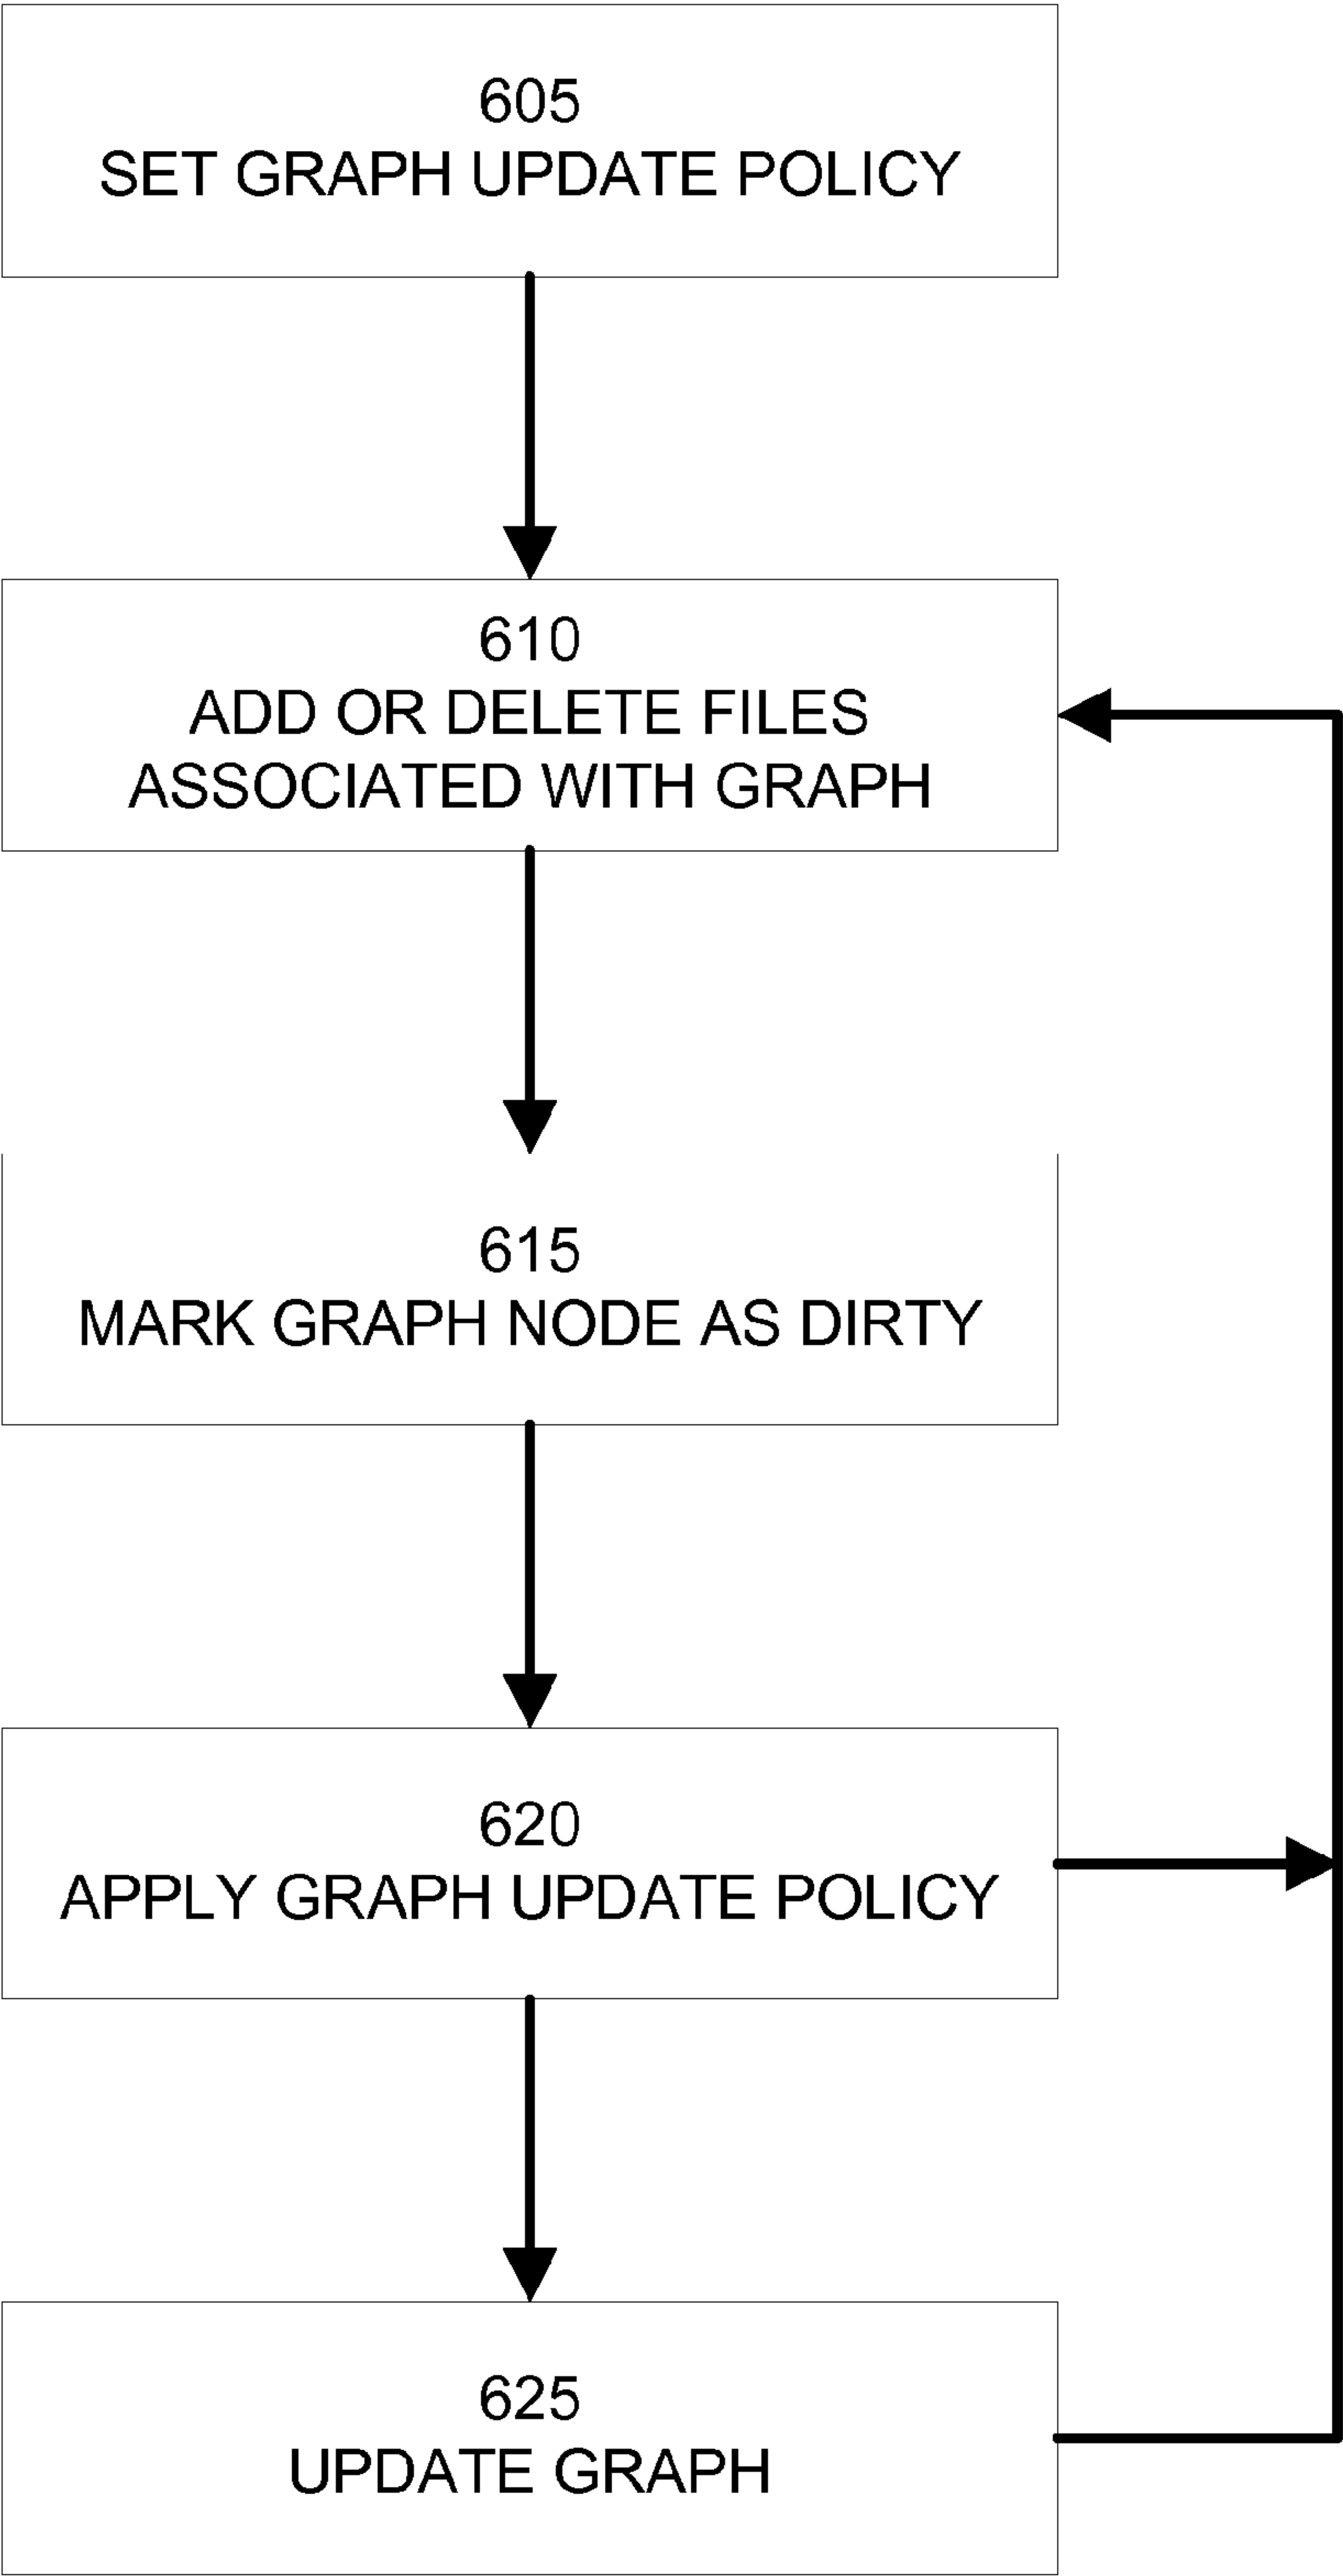 605
SET GRAPH UPDATE POLICY
610
ADD OR DELETE FILES
ASSOCIATED WITH GRAPH
615
MARK GRAPH NODE AS DIRTY
620
APPLY GRAPH UPDATE POLICY
625
UPDATE GRAPH